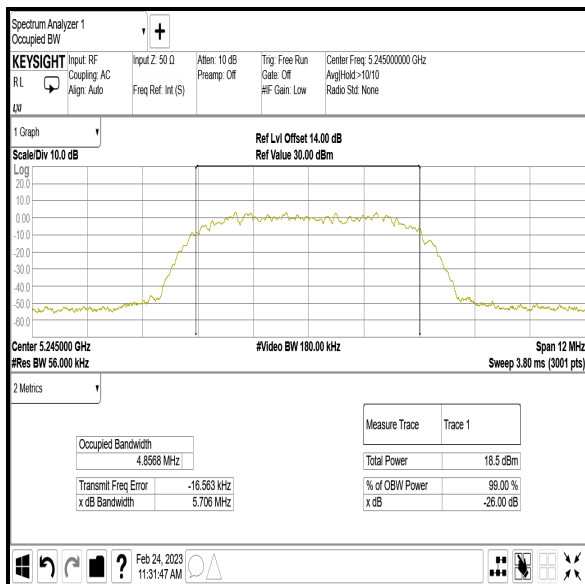 Spectrum Analyzer 1
Occupied BW
KEYSIGHT
R L
LXI
Input: RF
Coupling: AC
Align: Auto
Input Z: 50 Ω
Freq Ref: Int (S)
Atten: 10 dB
Preamp: Off
Trig: Free Run
Gate: Off
#IF Gain: Low
Center Freq: 5.245000000 GHz
Avg|Hold:>10/10
Radio Std: None
1 Graph
Scale/Div 10.0 dB
Ref Lvl Offset 14.00 dB
Ref Value 30.00 dBm
Log
20.0
10.0
0.00
-10.0
-20.0
-30.0
-40.0
-50.0
-60.0
Center 5.245000 GHz
#Res BW 56.000 kHz
#Video BW 180.00 kHz
Span 12 MHz
Sweep 3.80 ms (3001 pts)
2 Metrics
Occupied Bandwidth
4.8568 MHz
Transmit Freq Error -16.563 kHz
x dB Bandwidth 5.706 MHz
Measure Trace Trace 1
Total Power 18.5 dBm
% of OBW Power 99.00 %
x dB -26.00 dB
?
Feb 24, 2023
11:31:47 AM